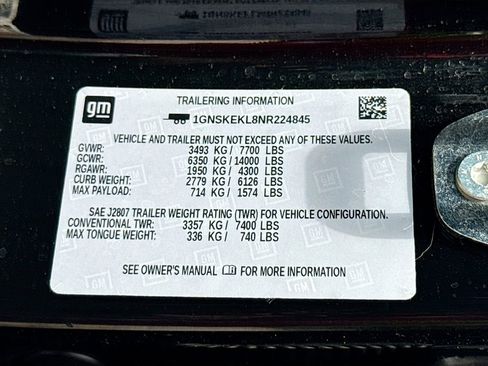 gm
TRAILERING INFORMATION
1GNSKEKL8NR224845
VEHICLE AND TRAILER MUST NOT EXCEED ANY OF THESE VALUES.
GVWR: 3493 KG / 7700 LBS
GCWR: 6350 KG / 14000 LBS
RGAWR: 1950 KG / 4300 LBS
CURB WEIGHT: 2779 KG / 6126 LBS
MAX PAYLOAD: 714 KG / 1574 LBS
SAE J2807 TRAILER WEIGHT RATING (TWR) FOR VEHICLE CONFIGURATION.
CONVENTIONAL TWR: 3357 KG / 7400 LBS
MAX TONGUE WEIGHT: 336 KG / 740 LBS
SEE OWNER'S MANUAL FOR MORE INFORMATION